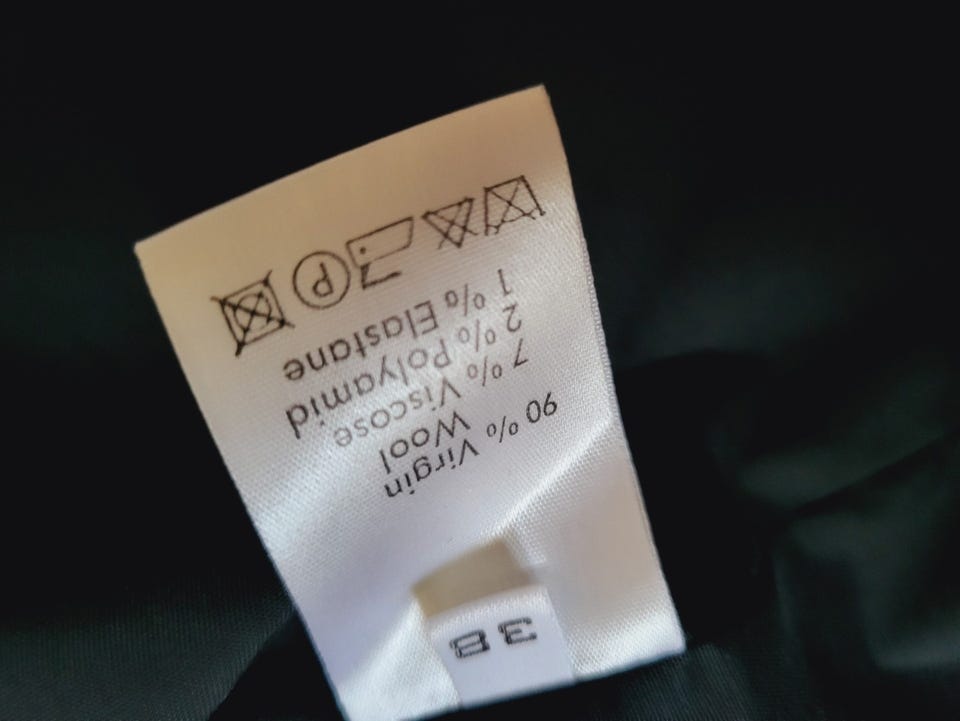 38
90 % Virgin
Wool
7 % Viscose
2 % Polyamid
1 % Elastane
P